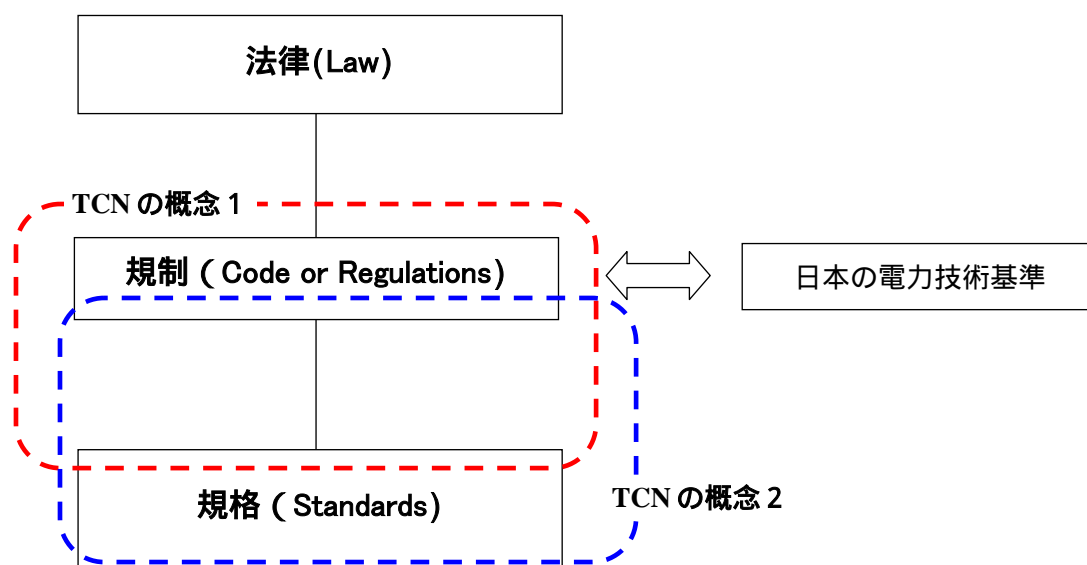 法律(Law)
TCN の概念 1
規制 ( Code or Regulations)
日本の電力技術基準
規格 ( Standards)
TCN の概念 2